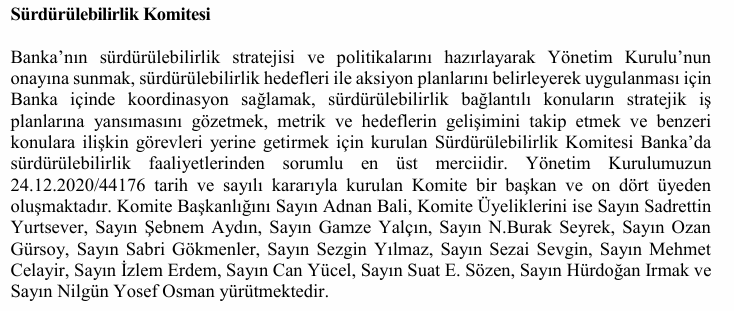 Sürdürülebilirlik Komitesi
Banka’nın sürdürülebilirlik stratejisi ve politikalarını hazırlayarak Yönetim Kurulu’nun
onayına sunmak, sürdürülebilirlik hedefleri ile aksiyon planlarını belirleyerek uygulanması için
Banka içinde koordinasyon sağlamak, sürdürülebilirlik bağlantılı konuların stratejik iş
planlarına yansımasını gözetmek, metrik ve hedeflerin gelişimini takip etmek ve benzeri
konulara ilişkin görevleri yerine getirmek için kurulan Sürdürülebilirlik Komitesi Banka’da
sürdürülebilirlik faaliyetlerinden sorumlu en üst merciidir. Yönetim Kurulumuzun
24.12.2020/44176 tarih ve sayılı kararıyla kurulan Komite bir başkan ve on dört üyeden
oluşmaktadır. Komite Başkanlığını Sayın Adnan Bali, Komite Üyeliklerini ise Sayın Sadrettin
Yurtsever, Sayın Şebnem Aydın, Sayın Gamze Yalçın, Sayın N.Burak Seyrek, Sayın Ozan
Gürsoy, Sayın Sabri Gökmenler, Sayın Sezgin Yılmaz, Sayın Sezai Sevgin, Sayın Mehmet
Celayir, Sayın İzlem Erdem, Sayın Can Yücel, Sayın Suat E. Sözen, Sayın Hürdoğan Irmak ve
Sayın Nilgün Yosef Osman yürütmektedir.